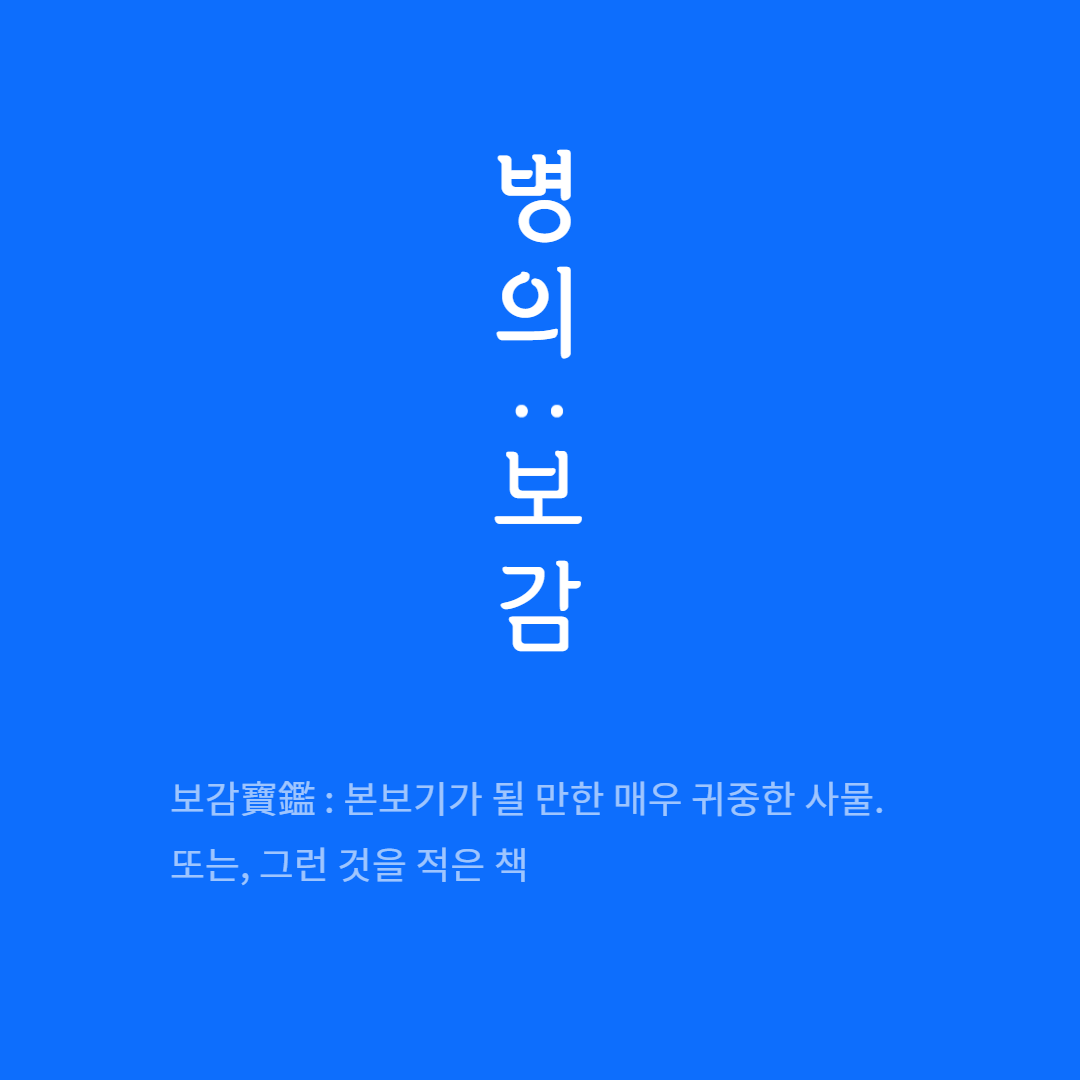 병의 : 보감
보감寶鑑 : 본보기가 될 만한 매우 귀중한 사물.
또는, 그런 것을 적은 책